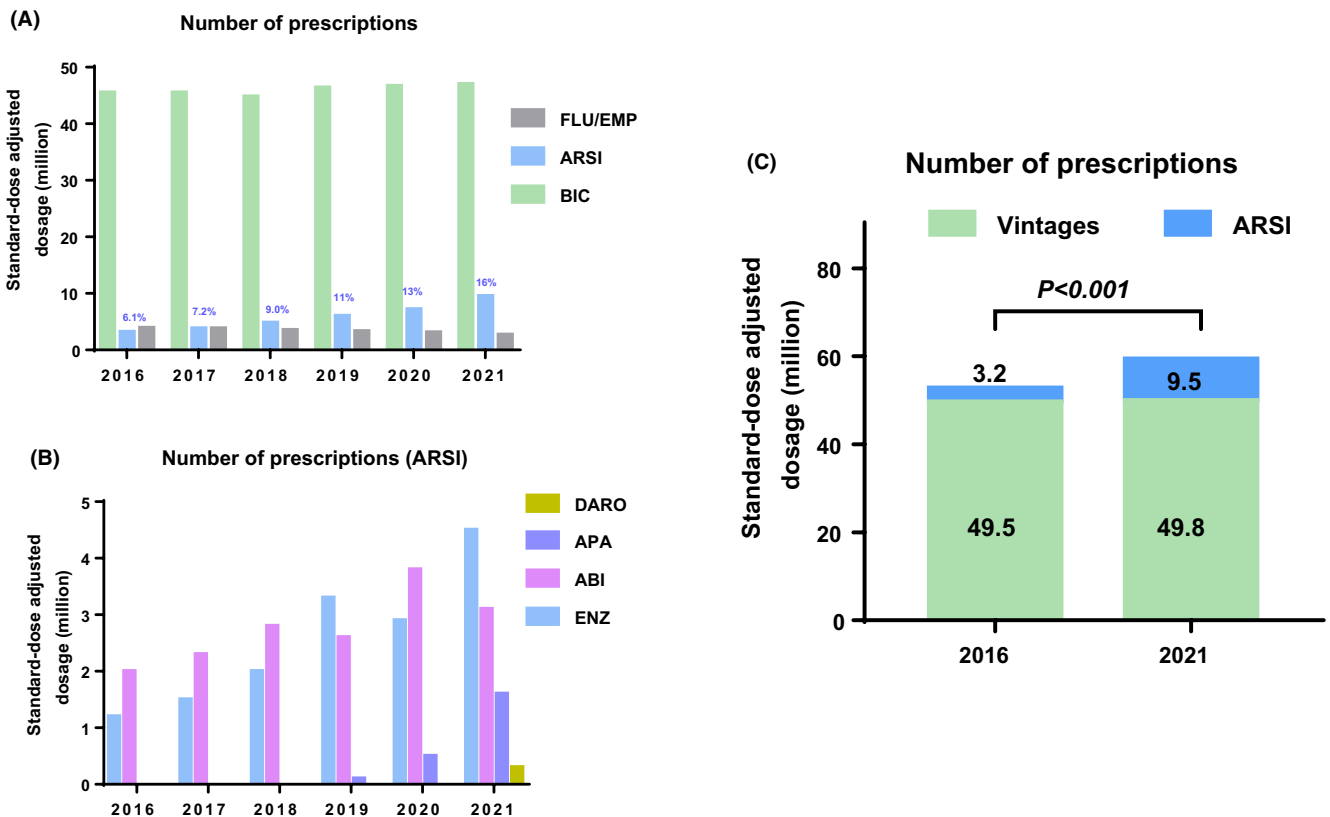 (A)
Number of prescriptions
Standard-dose adjusted
dosage (million)
50
40
30
20
10
0
6.1%
7.2%
9.0%
11%
13%
16%
2016
2017
2018
2019
2020
2021
FLU/EMP
ARSI
BIC
(B)
Number of prescriptions (ARSI)
Standard-dose adjusted
dosage (million)
5
4
3
2
1
0
2016
2017
2018
2019
2020
2021
DARO
APA
ABI
ENZ
(C)
Number of prescriptions
Vintages
ARSI
Standard-dose adjusted
dosage (million)
80
60
40
20
0
P<0.001
3.2
9.5
49.5
49.8
2016
2021